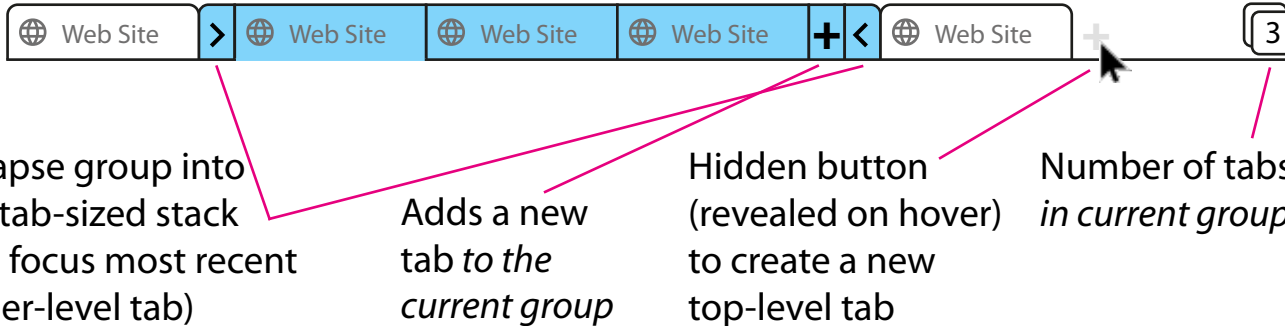 Web Site
Web Site
Web Site
Web Site
Web Site
3
apse group into
tab-sized stack
focus most recent
er-level tab)
Adds a new
tab to the
current group
Hidden button
(revealed on hover)
to create a new
top-level tab
Number of tabs
in current group